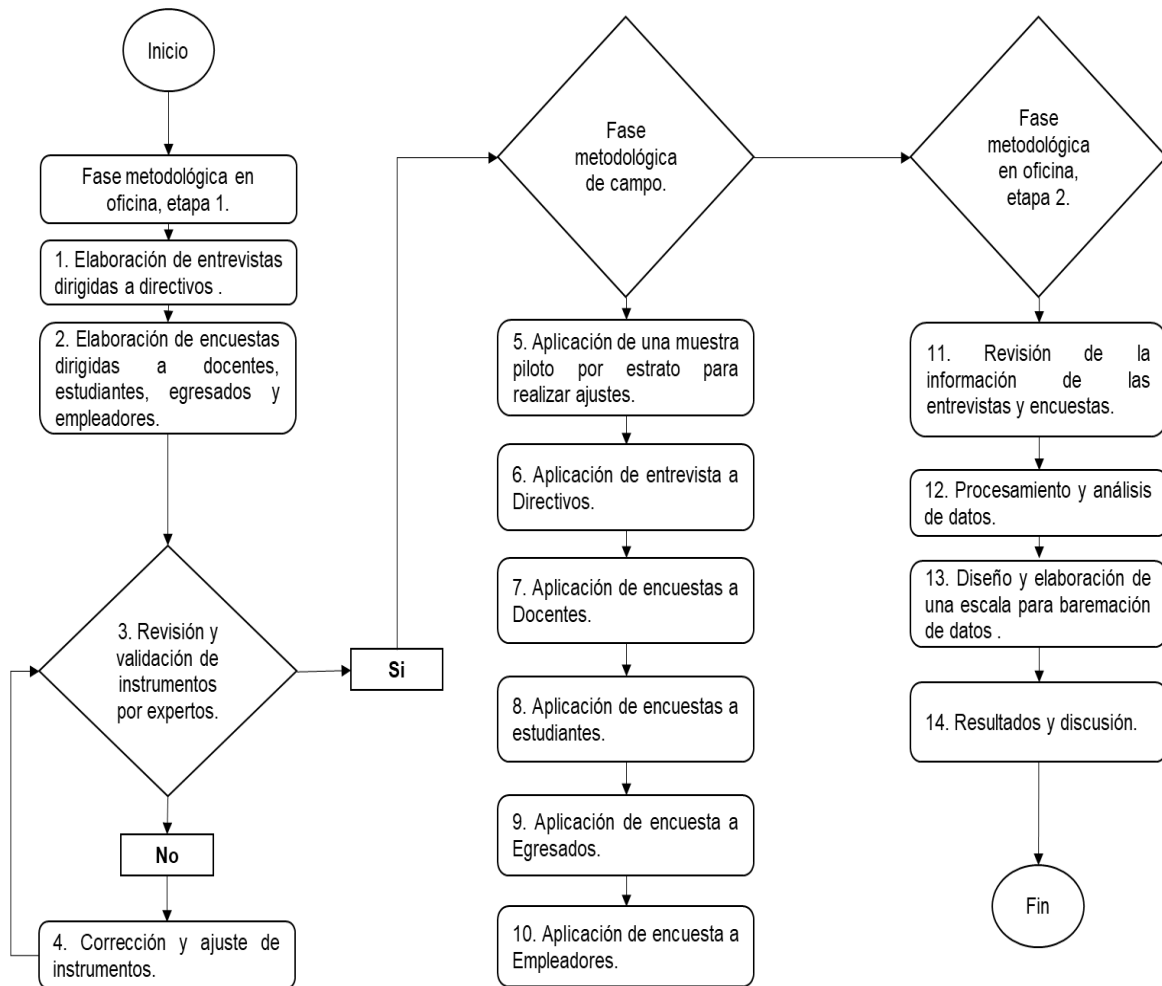 Inicio
Fase metodológica en
oficina, etapa 1.
1. Elaboración de entrevistas
dirigidas a directivos .
2. Elaboración de encuestas
dirigidas a docentes,
estudiantes, egresados y
empleadores.
3. Revisión y
validación de
instrumentos
por expertos.
Si
No
4. Corrección y ajuste de
instrumentos.
Fase
metodológica
de campo.
5. Aplicación de una muestra
piloto por estrato para
realizar ajustes.
6. Aplicación de entrevista a
Directivos.
7. Aplicación de encuestas a
Docentes.
8. Aplicación de encuestas a
estudiantes.
9. Aplicación de encuesta a
Egresados.
10. Aplicación de encuesta a
Empleadores.
Fase
metodológica
en oficina,
etapa 2.
11. Revisión de la
información de las
entrevistas y encuestas.
12. Procesamiento y análisis
de datos.
13. Diseño y elaboración de
una escala para baremación
de datos .
14. Resultados y discusión.
Fin